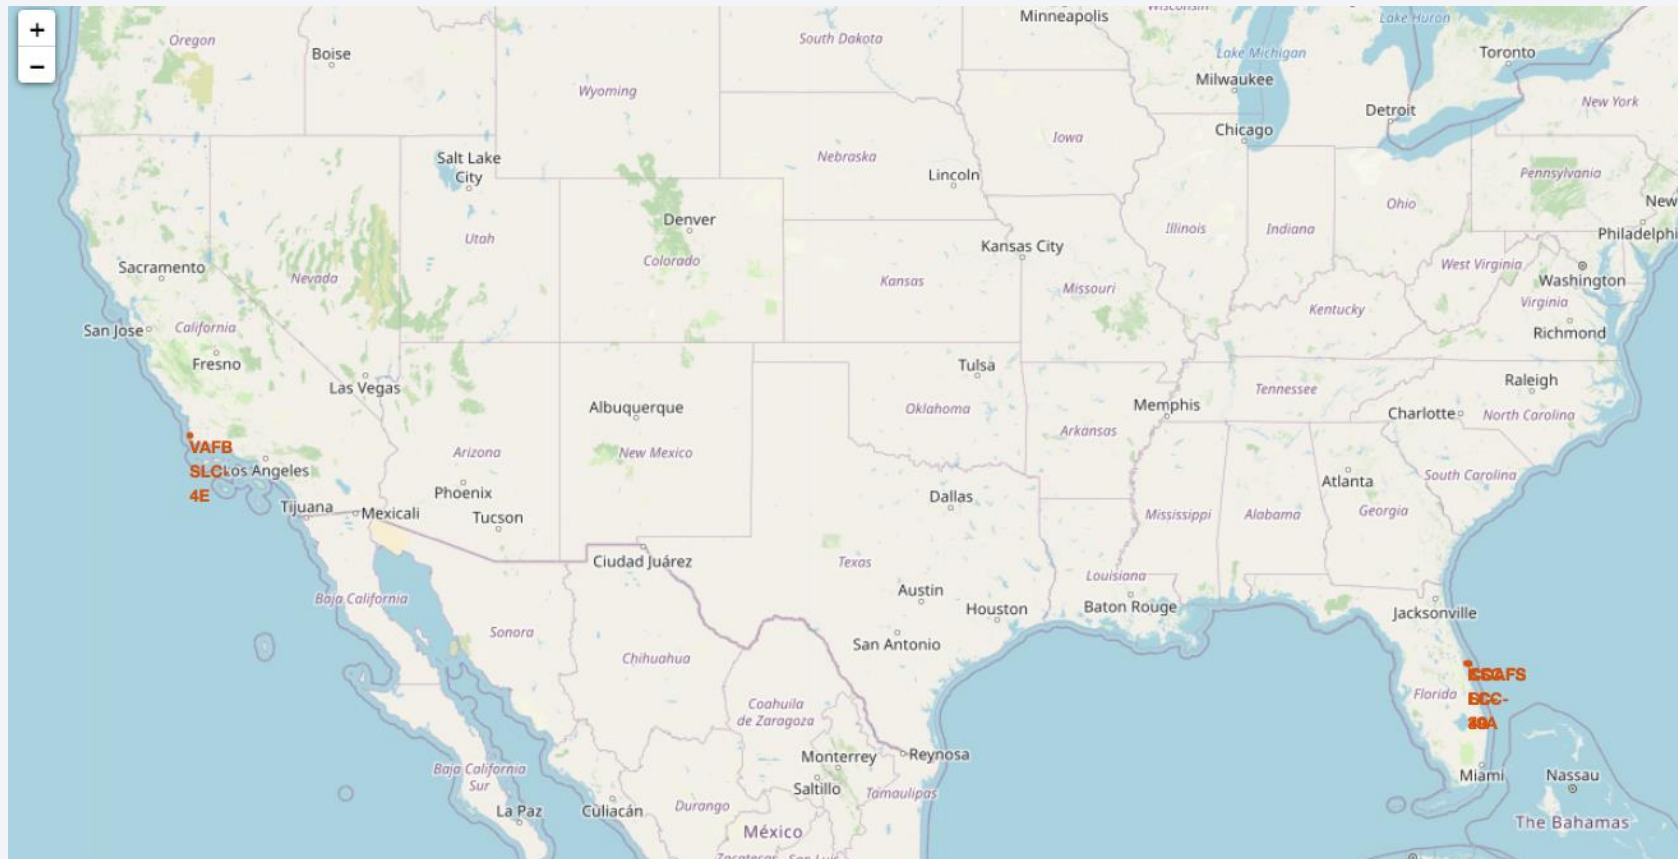 +
−
Oregon
Boise
South Dakota
Minneapolis
Wisconsin
Lake Huron
Toronto
Lake Michigan
Milwaukee
Wyoming
Detroit
New York
Chicago
Iowa
Nebraska
Salt Lake
City
Lincoln
Pennsylvania
Ohio
New
Denver
Utah
Illinois
Indiana
Philadelphi
Kansas City
Colorado
Sacramento
Nevada
Kansas
Missouri
West Virginia
Washington
Virginia
Kentucky
San Jose
California
Richmond
Fresno
Las Vegas
Tulsa
Tennessee
Raleigh
Albuquerque
Oklahoma
Memphis
Charlotte
North Carolina
Arkansas
VAFB
SLC-
4E
Los Angeles
Arizona
New Mexico
Phoenix
Tucson
Dallas
Atlanta
South Carolina
Tijuana
Mexicali
Mississippi
Alabama
Georgia
Ciudad Juárez
Texas
Louisiana
Baja California
Austin
Houston
Baton Rouge
Jacksonville
Sonora
San Antonio
Chihuahua
Florida
Coahuila
de Zaragoza
Monterrey
Reynosa
Baja California
Sur
Saltillo
Tamaulipas
Miami
Nassau
La Paz
Culiacán
Durango
México
The Bahamas
Zacatecas
San Luis